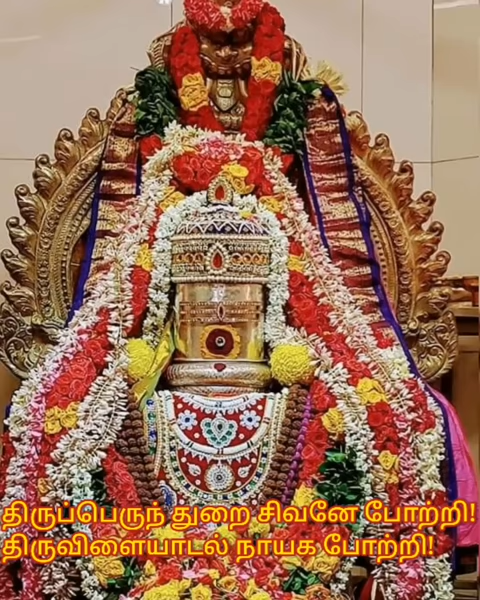 திருப்பெருந் துறை சிவனே போற்றி!
திருவிளையாடல் நாயக போற்றி!